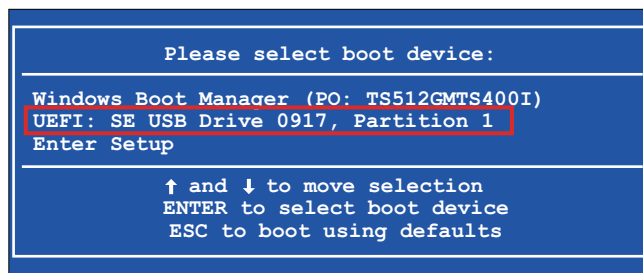 Please select boot device:
Windows Boot Manager (PO: TS512GMTS400I)
UEFI: SE USB Drive 0917, Partition 1
Enter Setup
↑ and ↓ to move selection
ENTER to select boot device
ESC to boot using defaults